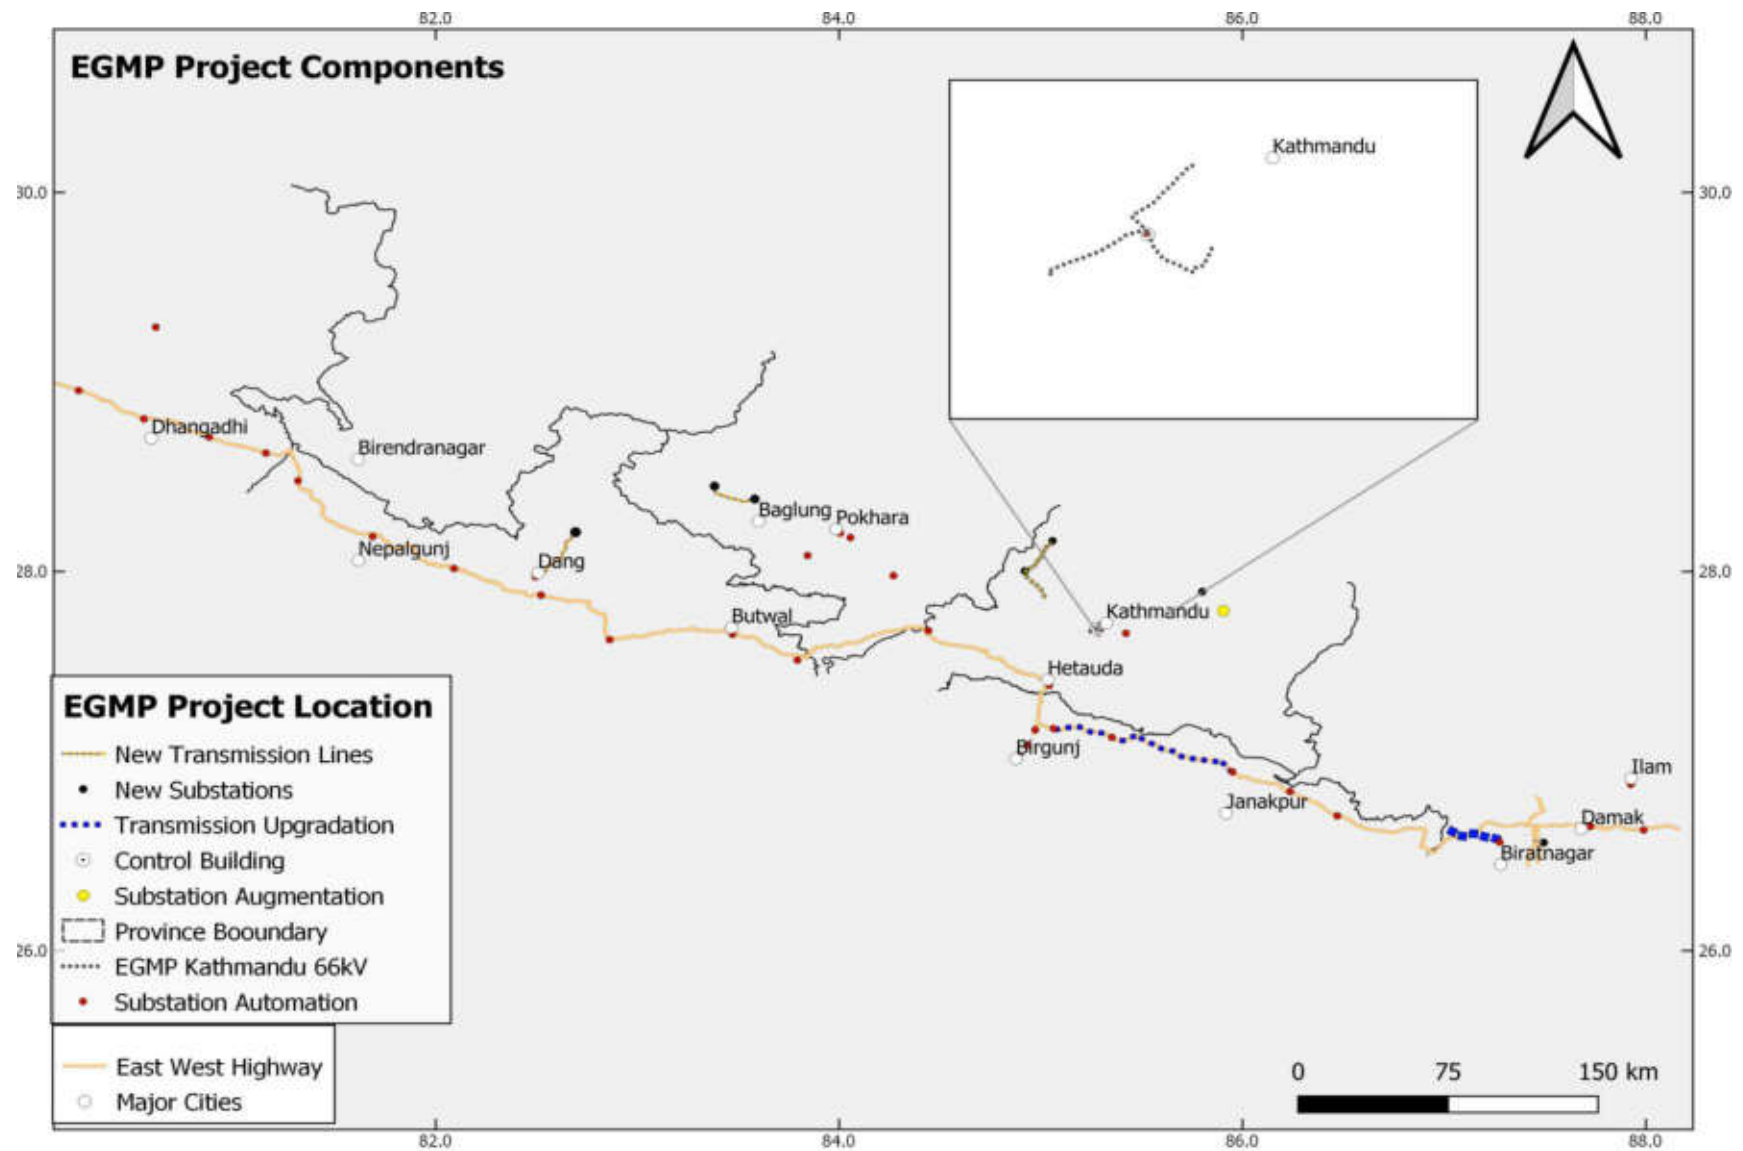 82.0
84.0
86.0
88.0
EGMP Project Components
Kathmandu
30.0
30.0
Dhangadhi
Birendranagar
Baglung
Pokhara
Nepalgunj
Dang
28.0
28.0
Butwal
Kathmandu
Hetauda
EGMP Project Location
New Transmission Lines
New Substations
Transmission Upgradation
Control Building
Substation Augmentation
Province Booundary
EGMP Kathmandu 66kV
Substation Automation
Birgunj
Ilam
Janakpur
Damak
Biratnagar
26.0
26.0
East West Highway
Major Cities
0 75 150 km
82.0
84.0
86.0
88.0